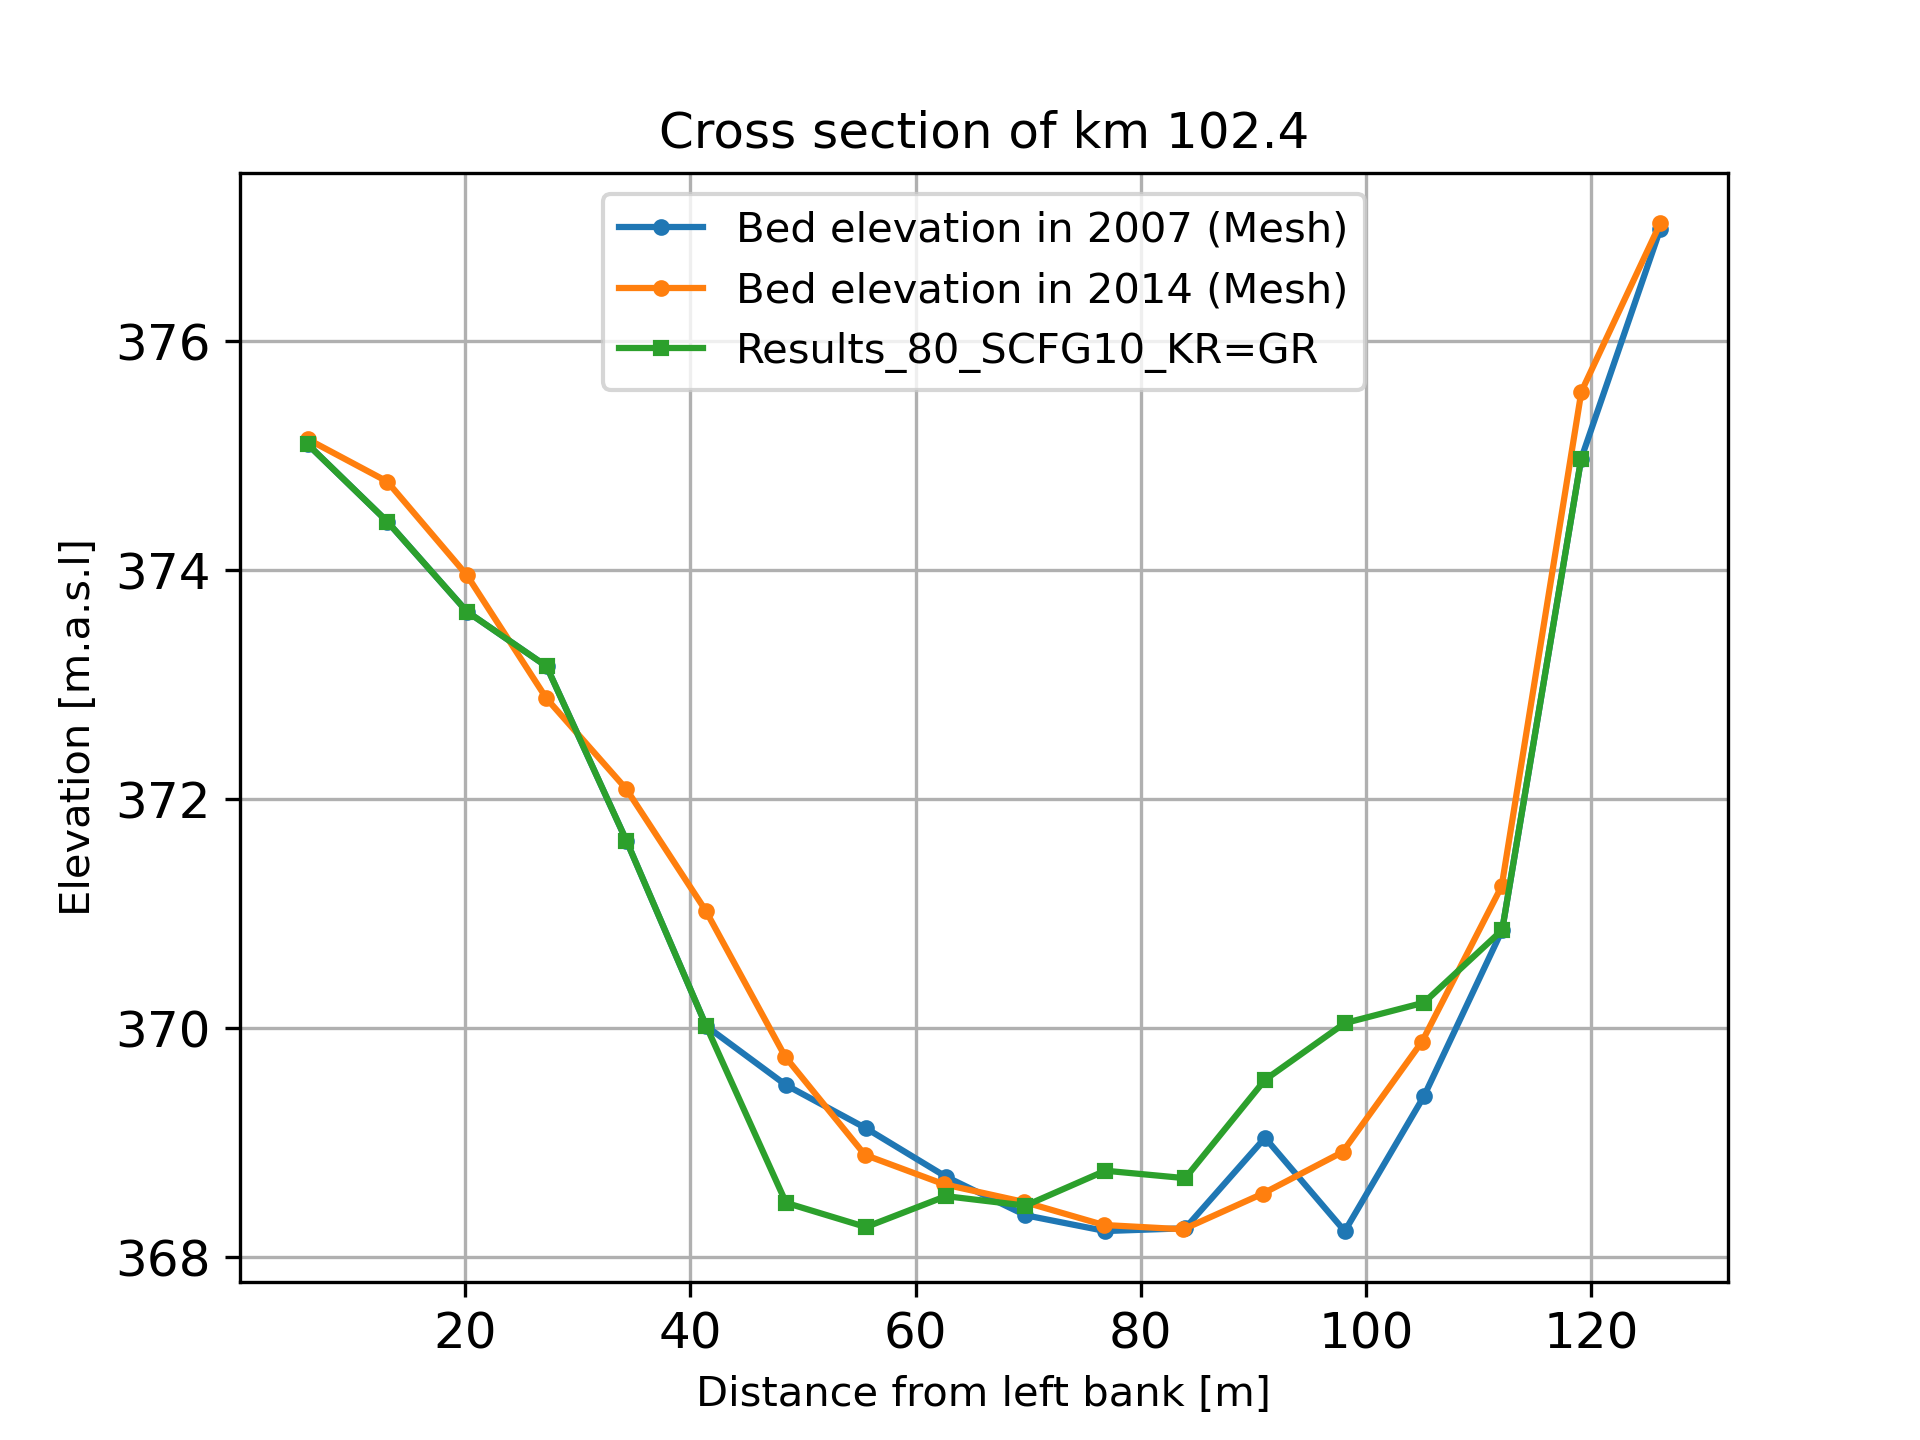 Cross section of km 102.4
Bed elevation in 2007 (Mesh)
Bed elevation in 2014 (Mesh)
Results_80_SCFG10_KR=GR
Elevation [m.a.s.l]
376
374
372
370
368
20 40 60 80 100 120
Distance from left bank [m]